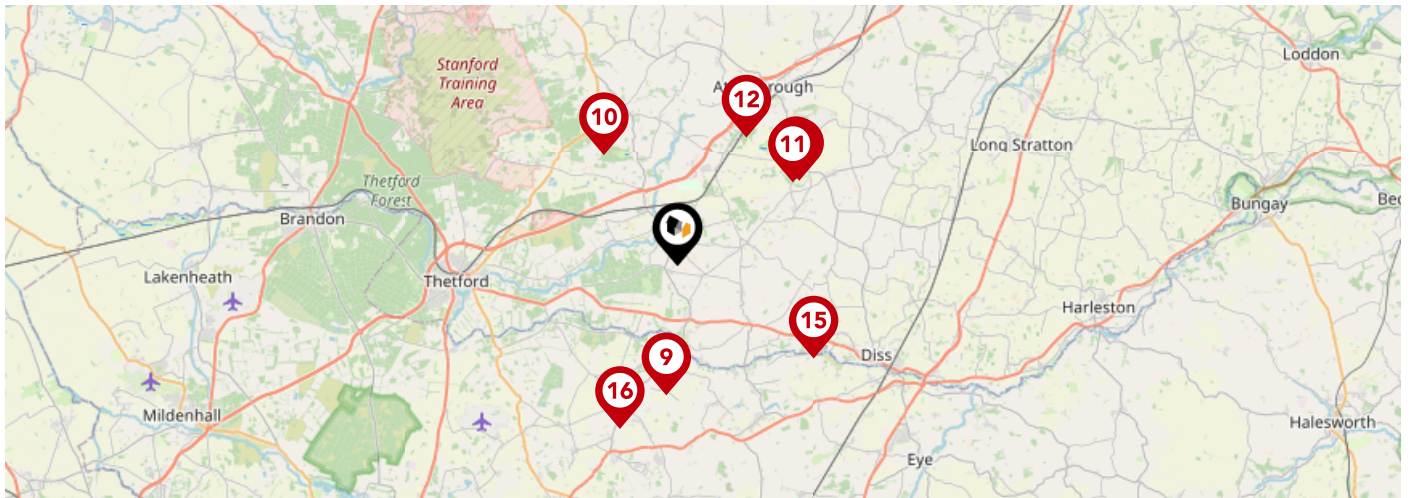 Loddon
Stanford
Training
Area
10
12
11
Long Stratton
Thetford
Forest
Brandon
Bungay
Lakenheath
Thetford
Harleston
15
Diss
9
16
Mildenhall
Halesworth
Eye